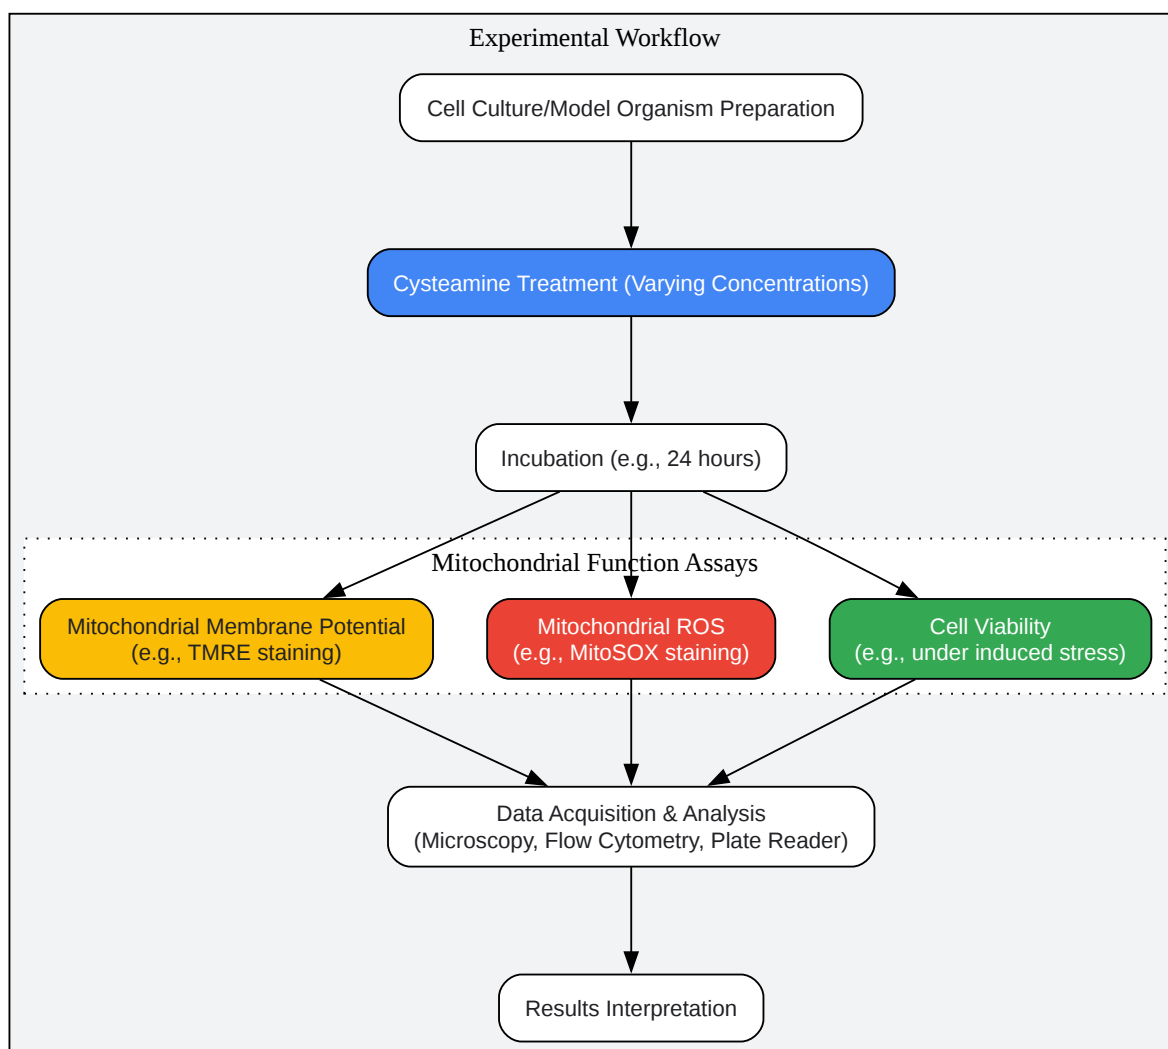 Experimental Workflow
Cell Culture/Model Organism Preparation
Cysteamine Treatment (Varying Concentrations)
Incubation (e.g., 24 hours)
Mitochondrial Function Assays
Mitochondrial Membrane Potential
(e.g., TMRE staining)
Mitochondrial ROS
(e.g., MitoSOX staining)
Cell Viability
(e.g., under induced stress)
Data Acquisition & Analysis
(Microscopy, Flow Cytometry, Plate Reader)
Results Interpretation